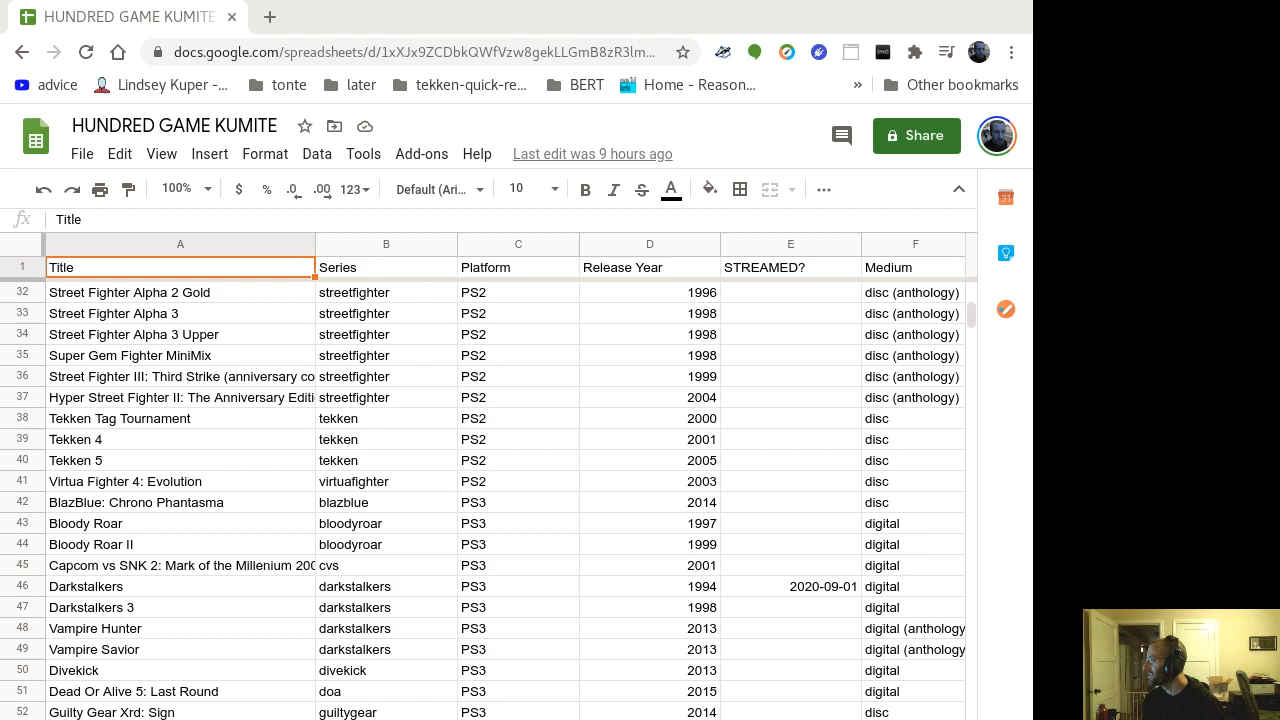 HUNDRED GAME KUMITE
docs.google.com/spreadsheets/d/1xXJx9ZCDbkQWfVzw8gekLLGmB8zR3lm...
advice Lindsey Kuper -... tonte later tekken-quick-re... BERT Home - Reason... » Other bookmarks
HUNDRED GAME KUMITE
Share
File Edit View Insert Format Data Tools Add-ons Help Last edit was 9 hours ago
100% $ % .0 .00 123 Default (Ari... 10 B I S A
fx Title
A B C D E F
1 Title Series Platform Release Year STREAMED? Medium
32 Street Fighter Alpha 2 Gold streetfighter PS2 1996 disc (anthology)
33 Street Fighter Alpha 3 streetfighter PS2 1998 disc (anthology)
34 Street Fighter Alpha 3 Upper streetfighter PS2 1998 disc (anthology)
35 Super Gem Fighter MiniMix streetfighter PS2 1998 disc (anthology)
36 Street Fighter III: Third Strike (anniversary co streetfighter PS2 1999 disc (anthology)
37 Hyper Street Fighter II: The Anniversary Editi streetfighter PS2 2004 disc (anthology)
38 Tekken Tag Tournament tekken PS2 2000 disc
39 Tekken 4 tekken PS2 2001 disc
40 Tekken 5 tekken PS2 2005 disc
41 Virtua Fighter 4: Evolution virtuafighter PS2 2003 disc
42 BlazBlue: Chrono Phantasma blazblue PS3 2014 disc
43 Bloody Roar bloodyroar PS3 1997 digital
44 Bloody Roar II bloodyroar PS3 1999 digital
45 Capcom vs SNK 2: Mark of the Millenium 200 cvs PS3 2001 digital
46 Darkstalkers darkstalkers PS3 1994 2020-09-01 digital
47 Darkstalkers 3 darkstalkers PS3 1998 digital
48 Vampire Hunter darkstalkers PS3 2013 digital (anthology
49 Vampire Savior darkstalkers PS3 2013 digital (anthology
50 Divekick divekick PS3 2013 digital
51 Dead Or Alive 5: Last Round doa PS3 2015 digital
52 Guilty Gear Xrd: Sign guiltygear PS3 2014 disc
31